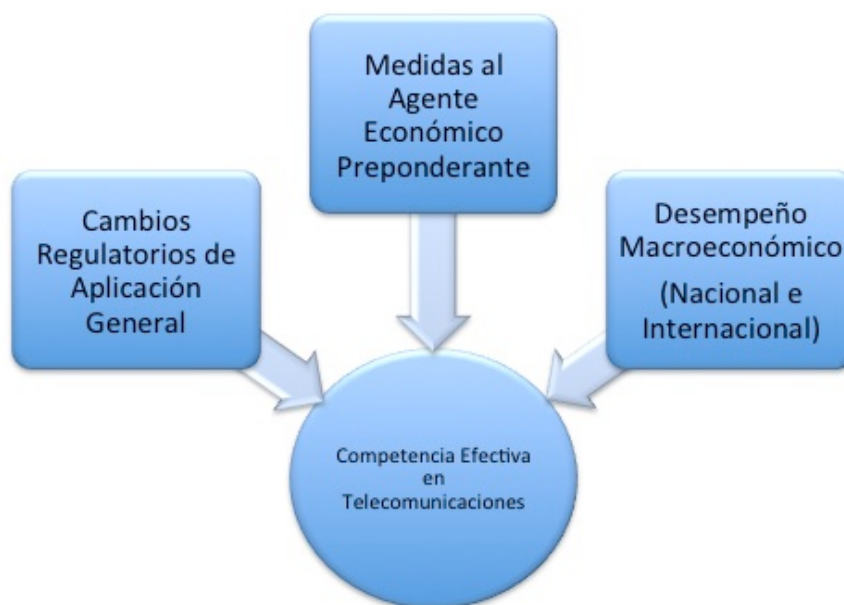 Medidas al
Agente
Económico
Preponderante
Cambios
Regulatorios de
Aplicación
General
Desempeño
Macroeconómico
(Nacional e
Internacional)
Competencia Efectiva
en
Telecomunicaciones